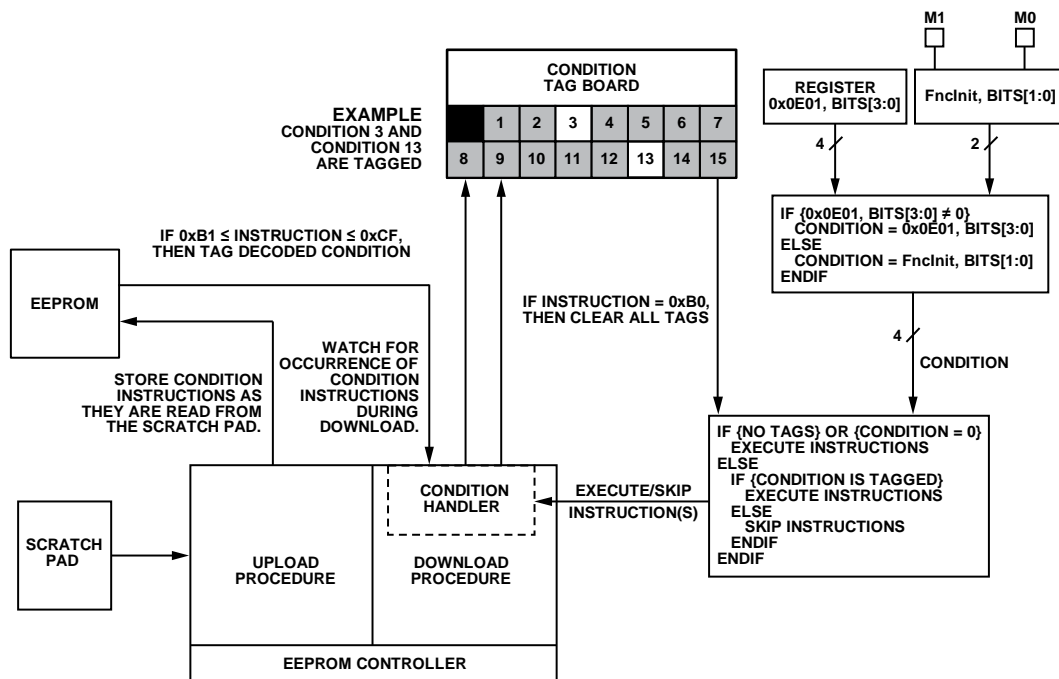 M1
M0
CONDITION
TAG BOARD
REGISTER
0x0E01, BITS[3:0]
FncInit, BITS[1:0]
EXAMPLE
CONDITION 3 AND
CONDITION 13
ARE TAGGED
1 2 3 4 5 6 7
8 9 10 11 12 13 14 15
4
2
IF {0x0E01, BITS[3:0] ≠ 0}
CONDITION = 0x0E01, BITS[3:0]
ELSE
CONDITION = FncInit, BITS[1:0]
ENDIF
IF 0xB1 ≤ INSTRUCTION ≤ 0xCF,
THEN TAG DECODED CONDITION
EEPROM
IF INSTRUCTION = 0xB0,
THEN CLEAR ALL TAGS
4
CONDITION
STORE CONDITION
INSTRUCTIONS AS
THEY ARE READ FROM
THE SCRATCH PAD.
WATCH FOR
OCCURRENCE OF
CONDITION
INSTRUCTIONS
DURING
DOWNLOAD.
IF {NO TAGS} OR {CONDITION = 0}
EXECUTE INSTRUCTIONS
ELSE
IF {CONDITION IS TAGGED}
EXECUTE INSTRUCTIONS
ELSE
SKIP INSTRUCTIONS
ENDIF
ENDIF
CONDITION
HANDLER
EXECUTE/SKIP
INSTRUCTION(S)
SCRATCH
PAD
UPLOAD
PROCEDURE
DOWNLOAD
PROCEDURE
EEPROM CONTROLLER